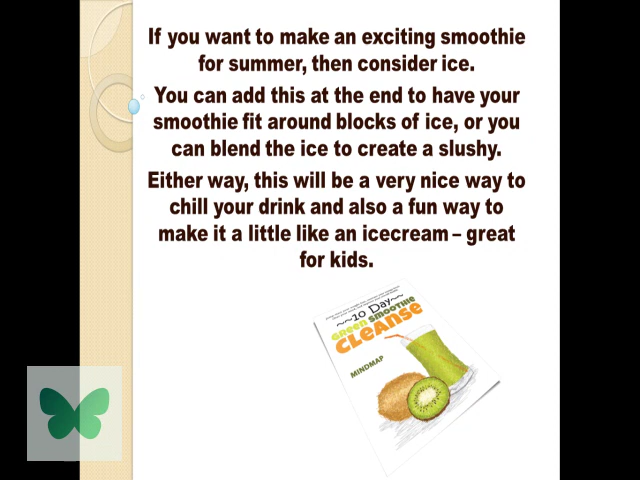 If you want to make an exciting smoothie
for summer, then consider ice.
You can add this at the end to have your
smoothie fit around blocks of ice, or you
can blend the ice to create a slushy.
Either way, this will be a very nice way to
chill your drink and also a fun way to
make it a little like an icecream – great
for kids.
~~10 Day~~
GREEN SMOOTHIE
CLEANSE
MINDMAP